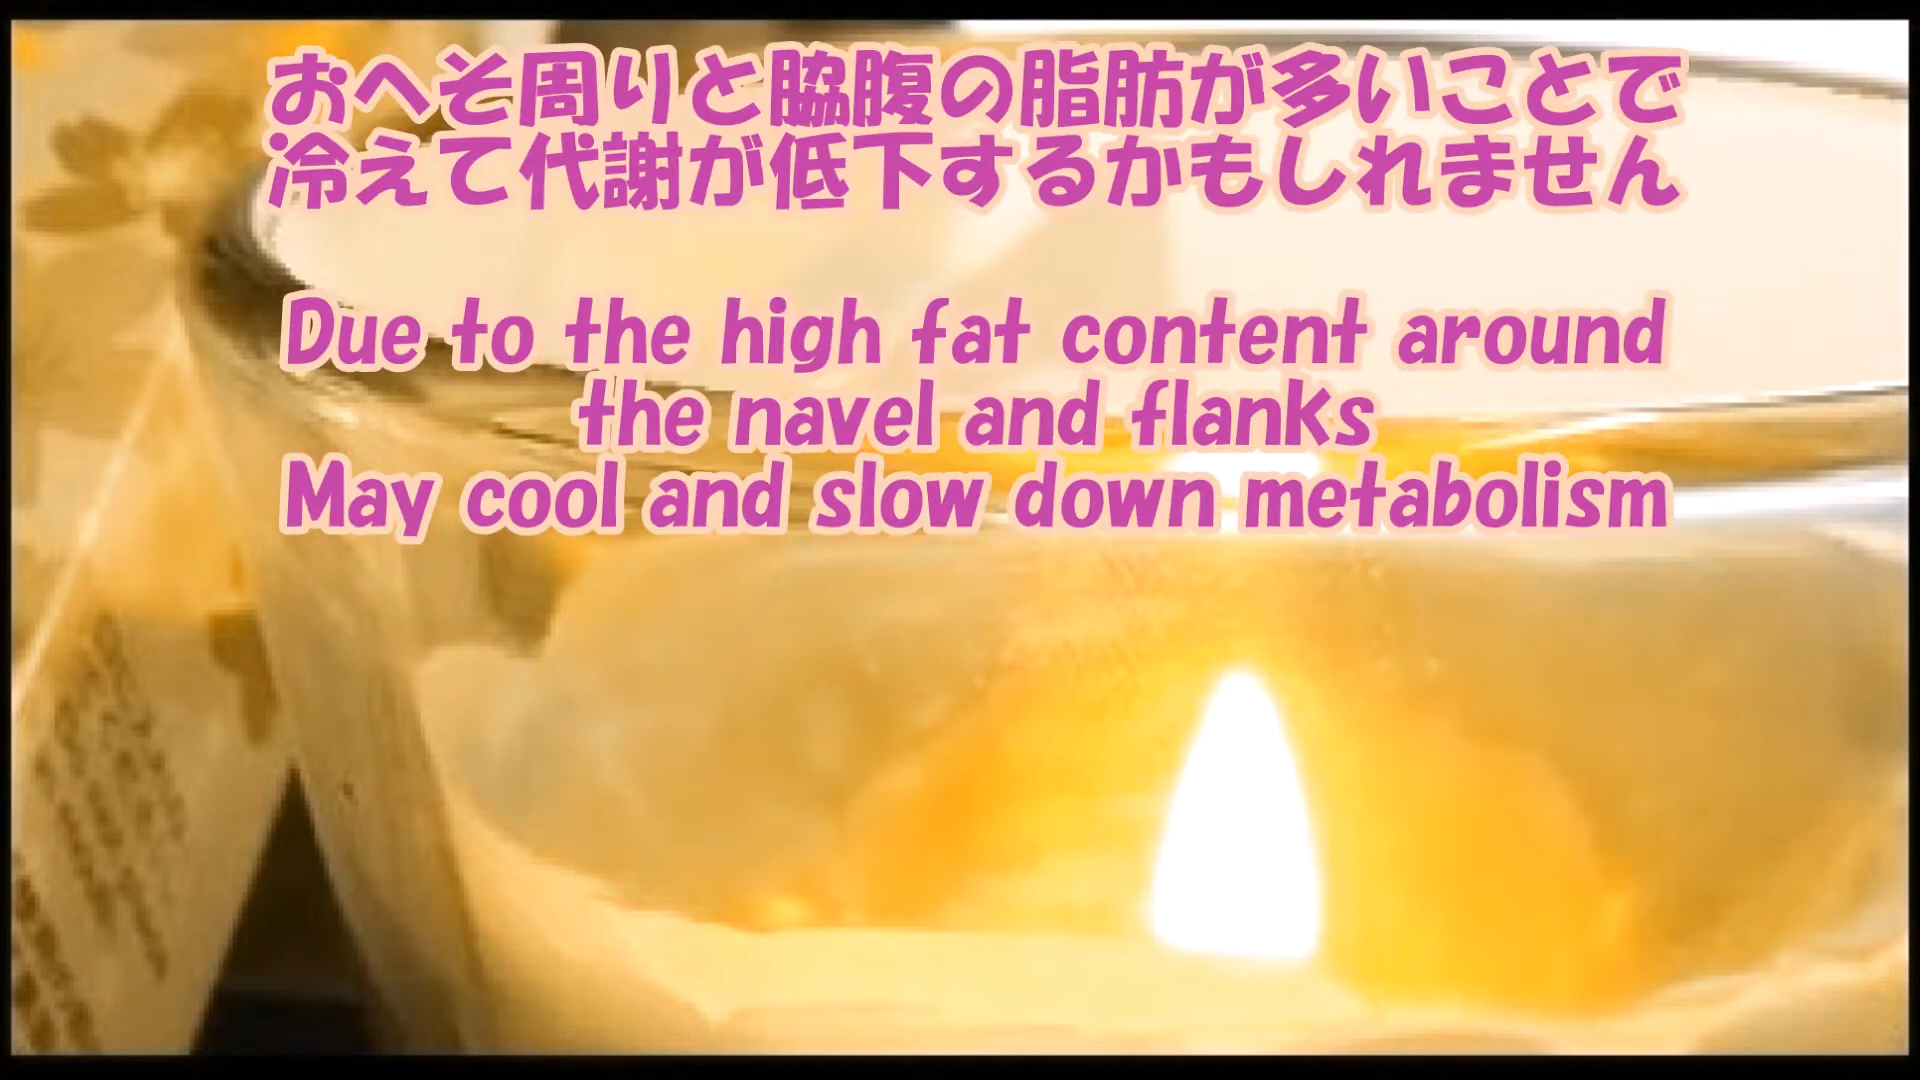 おへそ周りと脇腹の脂肪が多いことで
冷えて代謝が低下するかもしれません
Due to the high fat content around
the navel and flanks
May cool and slow down metabolism